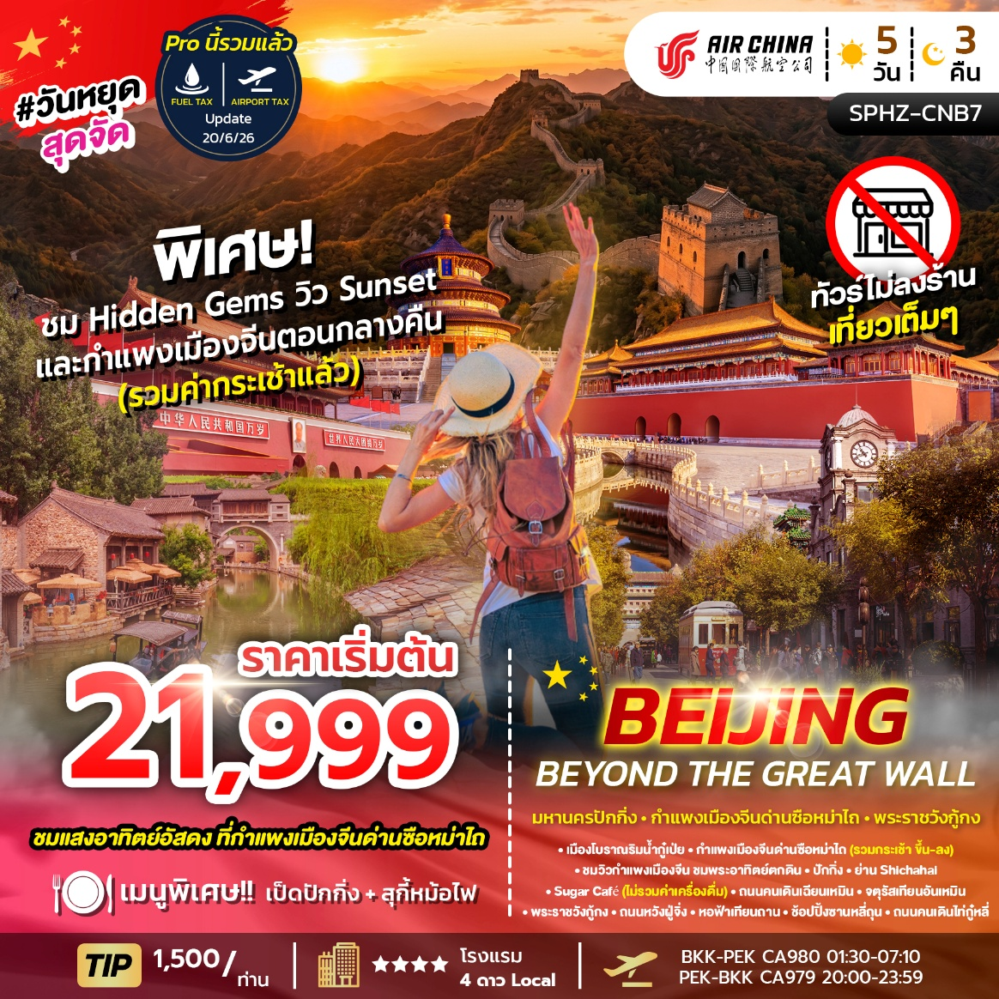 Pro นี้รวมแล้ว
FUEL TAX
AIRPORT TAX
Update
20/6/26
#วันหยุด
สุดจัด
AIR CHINA
中国国际航空公司
5
วัน
3
คืน
SPHZ-CNB7
พิเศษ!
ชม Hidden Gems วิว Sunset
และกำแพงเมืองจีนตอนกลางคืน
(รวมค่ากระเช้าแล้ว)
ทัวร์ไม่ลงร้าน
เที่ยวเต็มๆ
中华人民共和国万岁
世界人民大团结万岁
ราคาเริ่มต้น
21,999
ชมแสงอาทิตย์อัสดง ที่กำแพงเมืองจีนด่านซือหม่าไถ
เมนูพิเศษ!! เป็ดปักกิ่ง + สุกี้หม้อไฟ
BEIJING
BEYOND THE GREAT WALL
มหานครปักกิ่ง • กำแพงเมืองจีนด่านซือหม่าไถ • พระราชวังกู้กง
• เมืองโบราณริมน้ำกู๋เป่ย • กำแพงเมืองจีนด่านซือหม่าไถ (รวมกระเช้า ขึ้น-ลง)
• ชมวิวกำแพงเมืองจีน ชมพระอาทิตย์ตกดิน • ปักกิ่ง • ย่าน Shichahai
• Sugar Café (ไม่รวมค่าเครื่องดื่ม) • ถนนคนเดินเฉียนเหมิน • จตุรัสเทียนอันเหมิน
• พระราชวังกู้กง • ถนนหวังฝูจิ่ง • หอฟ้าเทียนถาน • ช้อปปิ้งซานหลี่ถุน • ถนนคนเดินไท่กู๋หลี่
TIP
1,500/
ท่าน
โรงแรม
4 ดาว Local
BKK-PEK CA980 01:30-07:10
PEK-BKK CA979 20:00-23:59